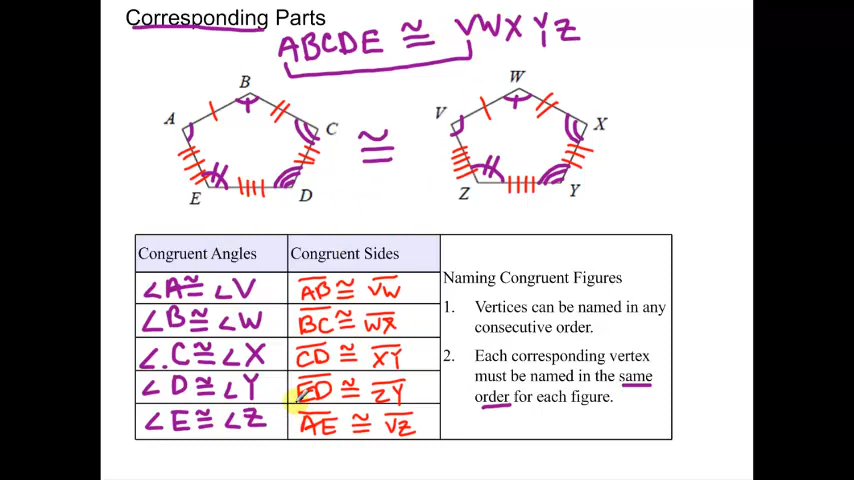 Corresponding Parts
ABCDE ≅ VWXYZ
B
A
C
E
D
≅
W
V
X
Z
Y
Congruent Angles
Congruent Sides
∠A ≅ ∠V
AB ≅ VW
∠B ≅ ∠W
BC ≅ WX
∠.C ≅ ∠X
CD ≅ XY
∠D ≅ ∠Y
ED ≅ ZY
∠E ≅ ∠Z
AE ≅ VZ
Naming Congruent Figures
1. Vertices can be named in any
consecutive order.
2. Each corresponding vertex
must be named in the same
order for each figure.